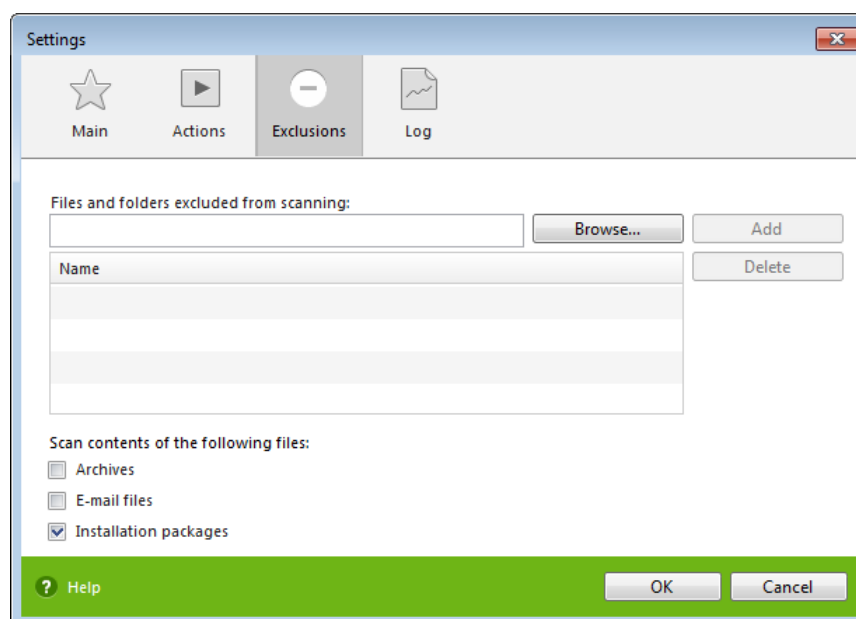 Settings
Main Actions Exclusions Log
Files and folders excluded from scanning:
Browse... Add
Name Delete
Scan contents of the following files:
Archives
E-mail files
Installation packages
? Help OK Cancel